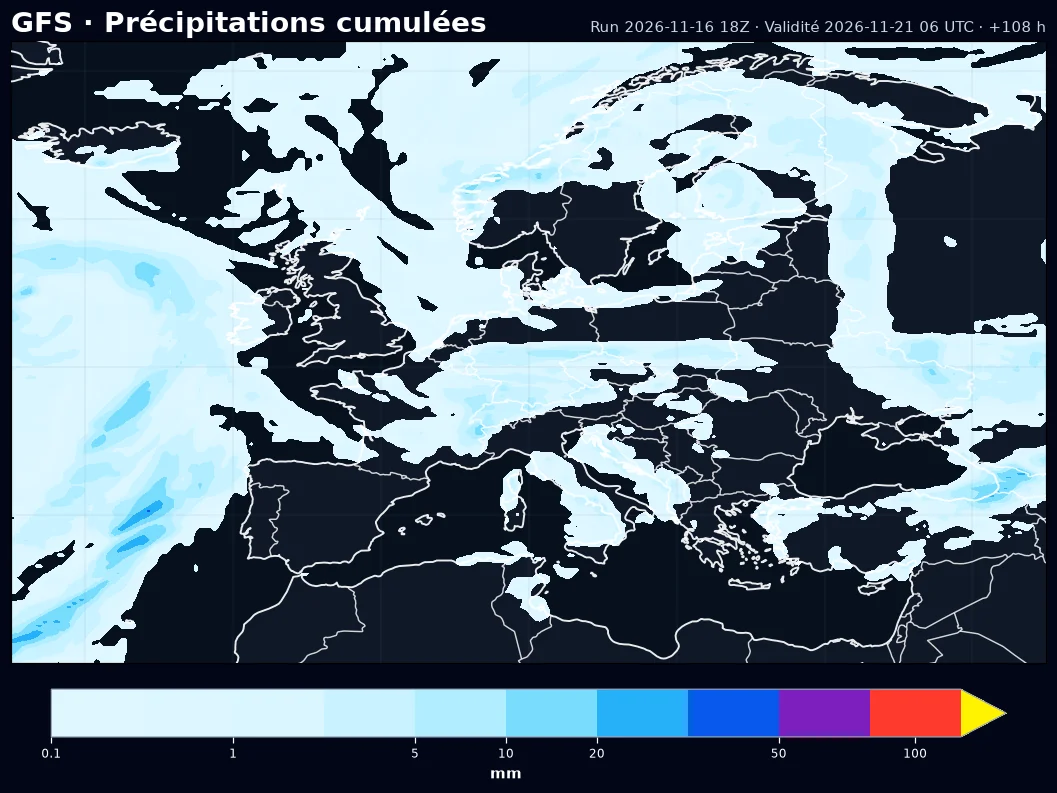 GFS · Précipitations cumulées
Run 2026-11-16 18Z · Validité 2026-11-21 06 UTC · +108 h
0.1 1 5 10 20 50 100
mm